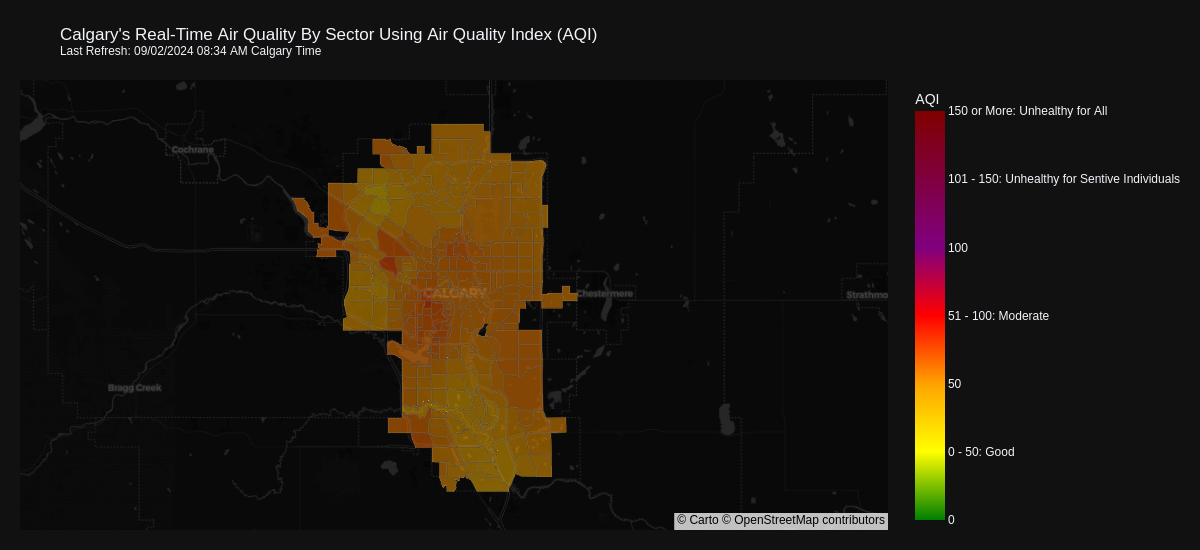 Calgary's Real-Time Air Quality By Sector Using Air Quality Index (AQI)
Last Refresh: 09/02/2024 08:34 AM Calgary Time
AQI
150 or More: Unhealthy for All
Cochrane
101 - 150: Unhealthy for Sentive Individuals
100
CALGARY
Chestermere
Strathmo
51 - 100: Moderate
50
Bragg Creek
0 - 50: Good
0
© Carto © OpenStreetMap contributors